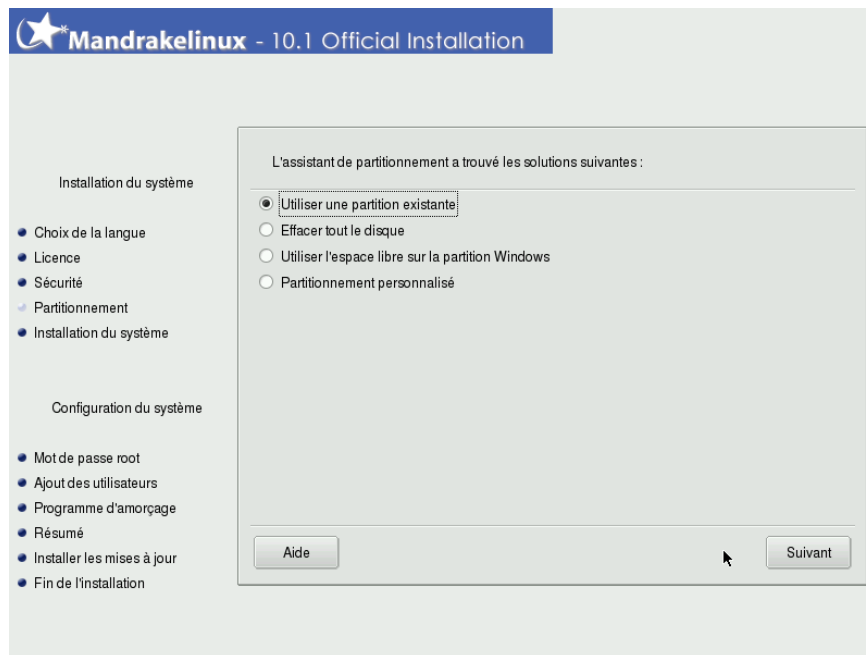 Mandrakelinux - 10.1 Official Installation
Installation du système
Choix de la langue
Licence
Sécurité
Partitionnement
Installation du système
Configuration du système
Mot de passe root
Ajout des utilisateurs
Programme d'amorçage
Résumé
Installer les mises à jour
Fin de l'installation
L'assistant de partitionnement a trouvé les solutions suivantes :
Utiliser une partition existante
Effacer tout le disque
Utiliser l'espace libre sur la partition Windows
Partitionnement personnalisé
Aide
Suivant